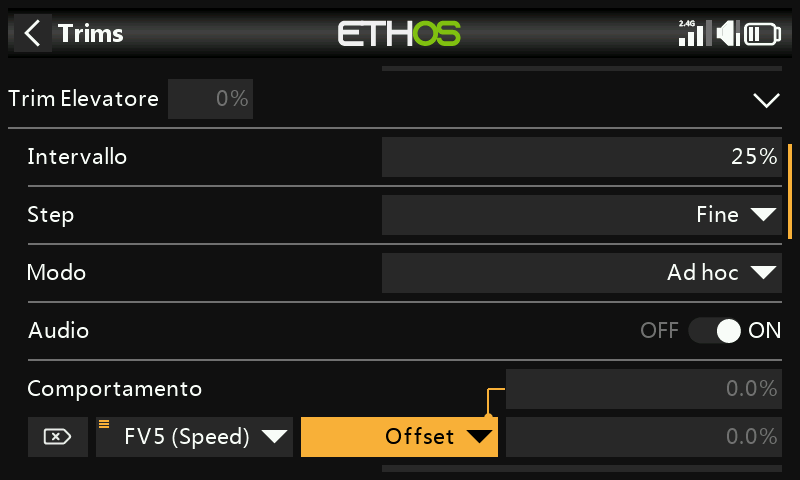 Trims
ETHOS
2.4G
Trim Elevatore 0%
Intervallo 25%
Step Fine
Modo Ad hoc
Audio OFF ON
Comportamento 0.0%
FV5 (Speed) Offset 0.0%